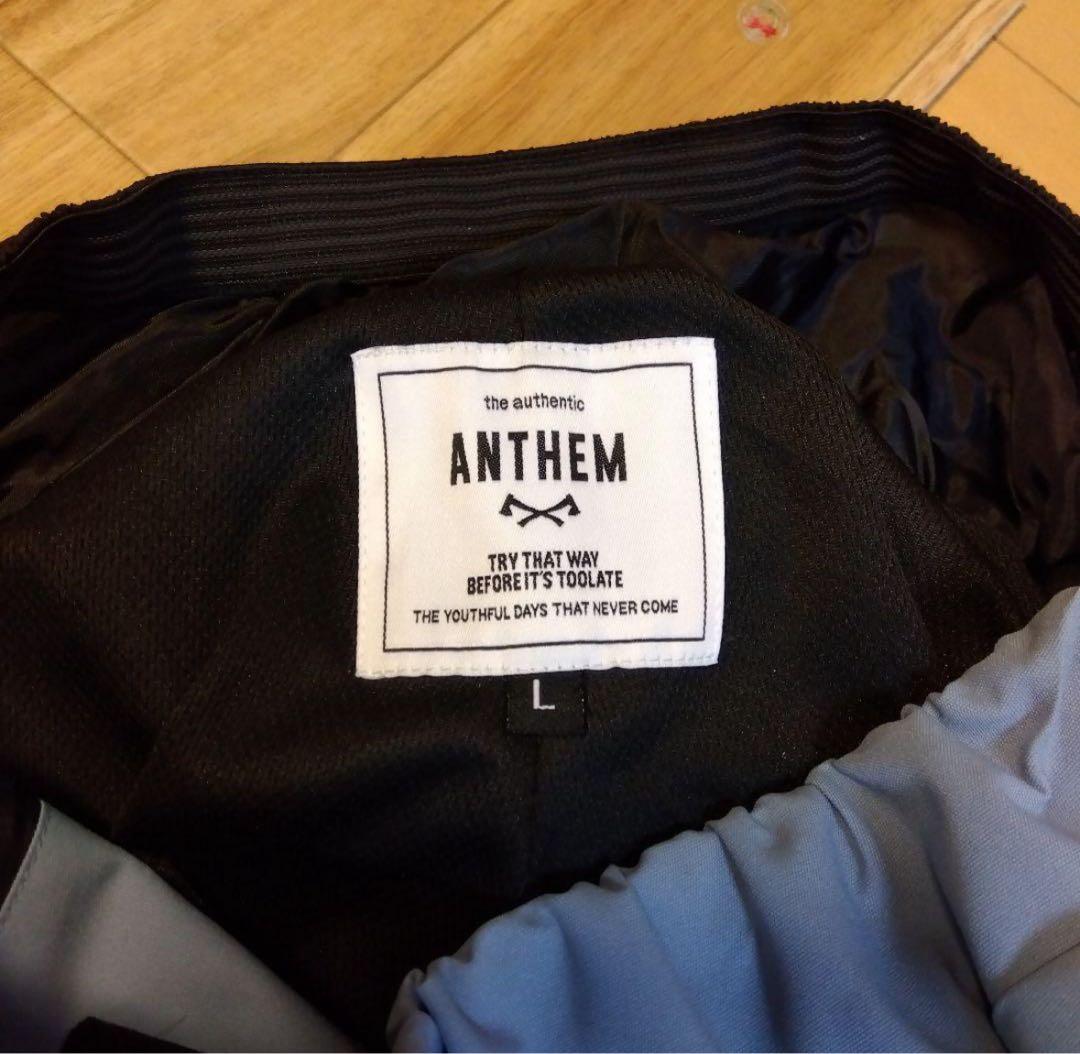 the authentic
ANTHEM
TRY THAT WAY
BEFORE IT'S TOOLATE
THE YOUTHFUL DAYS THAT NEVER COME
L